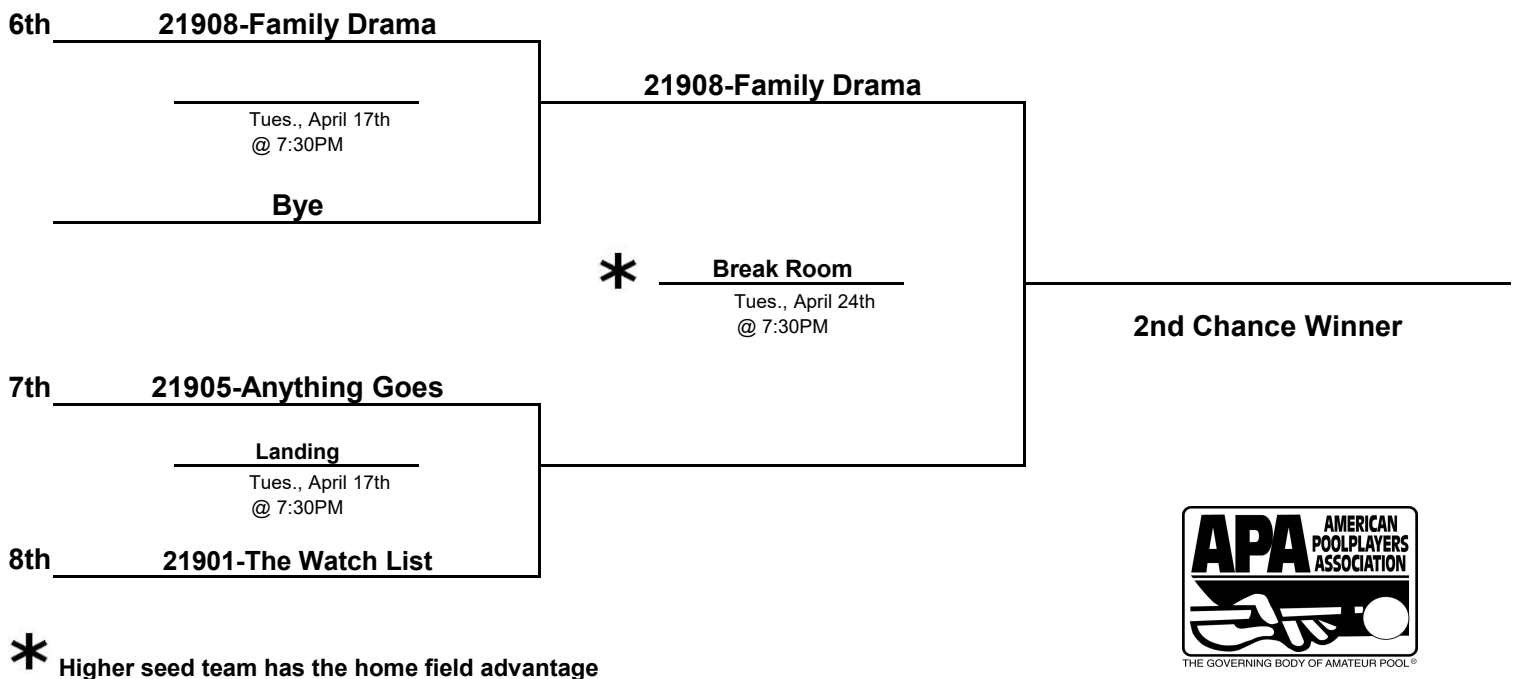 6th 21908-Family Drama
21908-Family Drama
Tues., April 17th
@ 7:30PM
Bye
* Break Room
Tues., April 24th
@ 7:30PM
2nd Chance Winner
7th 21905-Anything Goes
Landing
Tues., April 17th
@ 7:30PM
8th 21901-The Watch List
* Higher seed team has the home field advantage
APA AMERICAN
POOLPLAYERS
ASSOCIATION
THE GOVERNING BODY OF AMATEUR POOL®